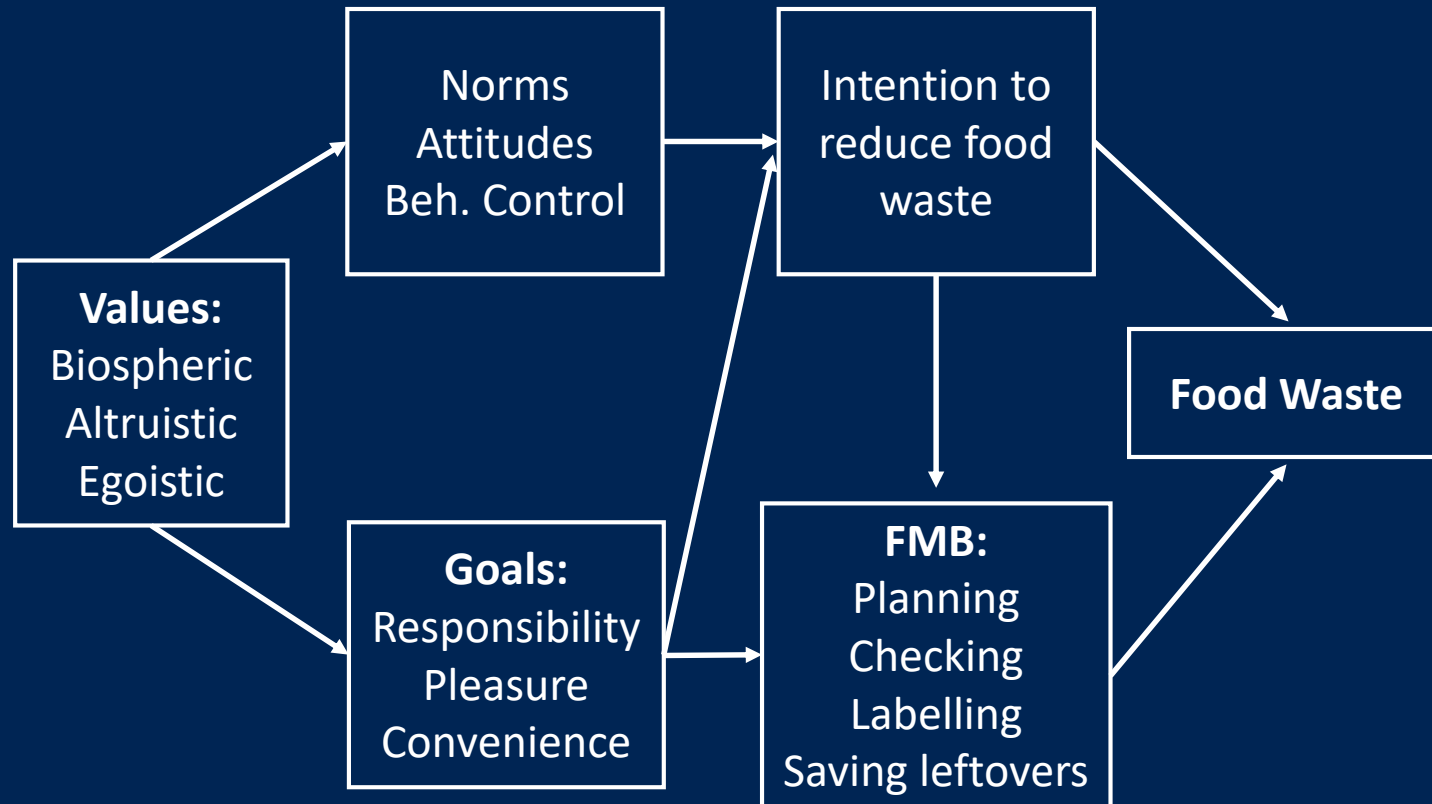 Norms
Attitudes
Beh. Control
Intention to
reduce food
waste
Values:
Biospheric
Altruistic
Egoistic
Food Waste
Goals:
Responsibility
Pleasure
Convenience
FMB:
Planning
Checking
Labelling
Saving leftovers